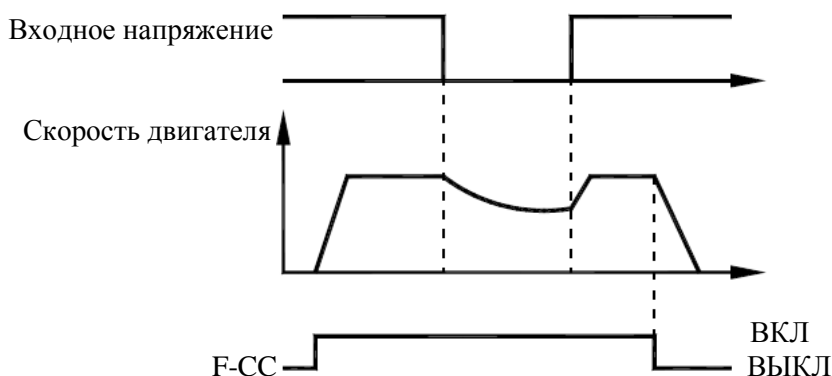 Входное напряжение
Скорость двигателя
ВКЛ
F-CC
ВЫКЛ